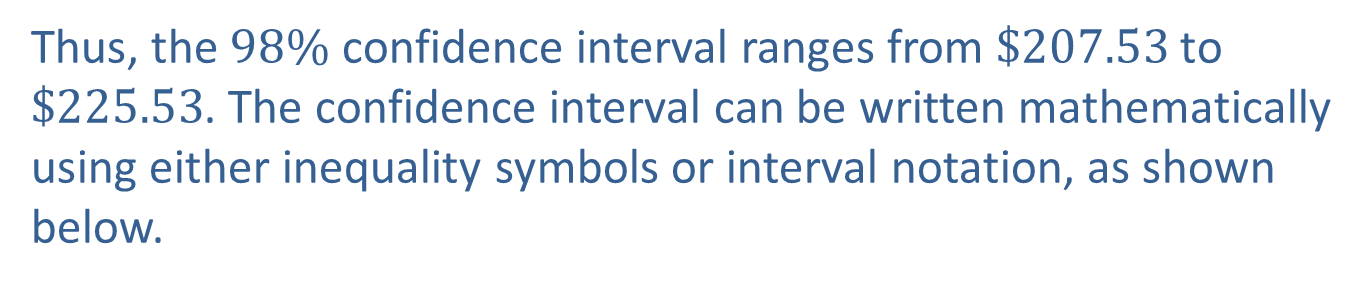 Thus, the 98% confidence interval ranges from $207.53 to
$225.53. The confidence interval can be written mathematically
using either inequality symbols or interval notation, as shown
below.